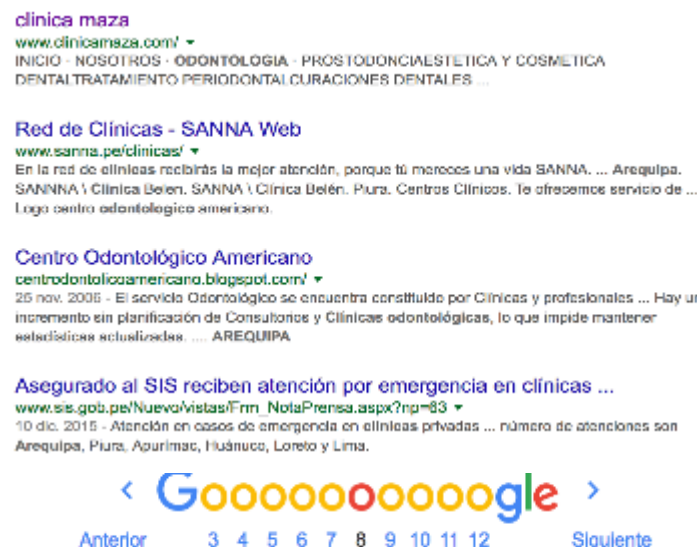 clinica maza
www.clinicamaza.com/
INICIO - NOSOTROS - ODONTOLOGIA - PROSTODONCIAESTETICA Y COSMETICA
DENTALTRATAMIENTO PERIODONTALCURACIONES DENTALES ...
Red de Clínicas - SANNA Web
www.sanna.pe/clinicas/
En la red de clinicas recibirás la mejor atención, porque tú mereces una vida SANNA. ... Arequipa.
SANNNA \ Clínica Belen. SANNA \ Clínica Belén. Piura. Centros Clínicos. Te ofrecemos servicio de ...
Logo centro odontologico americano.
Centro Odontológico Americano
centrodontolicoamericano.blogspot.com/
25 nov. 2006 - El servicio Odontológico se encuentra constituido por Clínicas y profesionales ... Hay un
incremento sin planificación de Consultorios y Clínicas odontológicas, lo que impide mantener
estadísticas actualizadas. .... AREQUIPA
Asegurado al SIS reciben atención por emergencia en clínicas ...
www.sis.gob.pe/Nuevo/vistas/Frm_NotaPrensa.aspx?np=63
10 dic. 2015 - Atención en casos de emergencia en clínicas privadas ... número de atenciones son
Arequipa, Piura, Apurímac, Huánuco, Loreto y Lima.
< Goooooooooogle >
Anterior 3 4 5 6 7 8 9 10 11 12 Siguiente